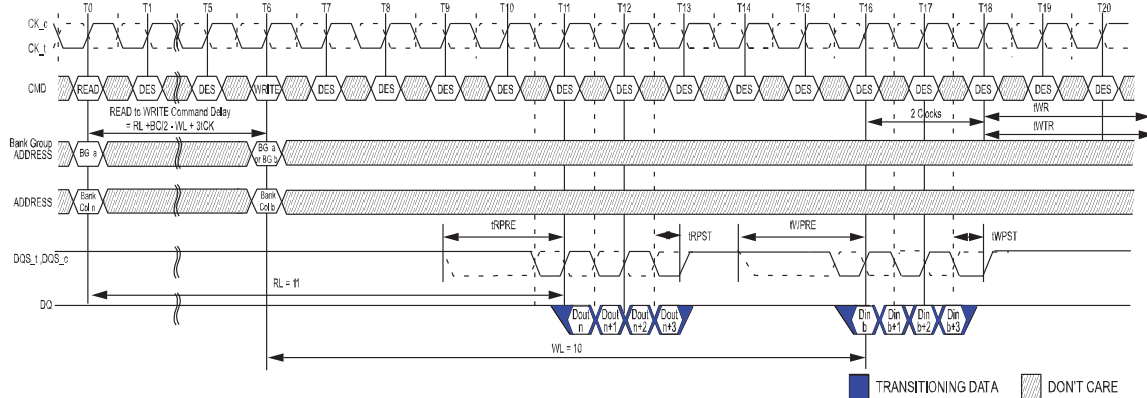 T0 T1 T5 T6 T7 T8 T9 T10 T11 T12 T13 T14 T15 T16 T17 T18 T19 T20
CK_c
CK_t
CMD READ DES DES WRITE DES DES DES DES DES DES DES DES DES DES DES DES DES DES
READ to WRITE Command Delay
= RL +BC/2 - WL + 3tCK
2 Clocks
tWR
tWTR
Bank Group
ADDRESS
BG a
BG a
or BG b
ADDRESS
Bank
Col n
Bank
Col b
tRPRE tRPST tWPRE tWPST
DQS_t,DQS_c
RL = 11
DQ
Dout
n
Dout
n+1
Dout
n+2
Dout
n+3
Din
b
Din
b+1
Din
b+2
Din
b+3
WL = 10
TRANSITIONING DATA DON'T CARE